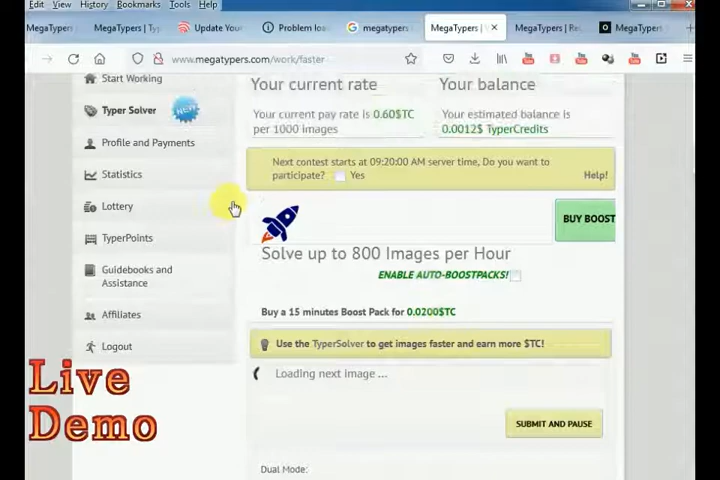 Edit View History Bookmarks Tools Help
MegaTypers | MegaTypers | Ty Update Your Problem loa megatypers MegaTypers | MegaTypers | Re MegaTypers
www.megatypers.com/work/faster
Start Working
Typer Solver NEW
Profile and Payments
Statistics
Lottery
TyperPoints
Guidebooks and
Assistance
Affiliates
Logout
Your current rate
Your current pay rate is 0.60$TC
per 1000 images
Your balance
Your estimated balance is
0.0012$ TyperCredits
Next contest starts at 09:20:00 AM server time, Do you want to
participate? Yes Help!
BUY BOOST
Solve up to 800 Images per Hour
ENABLE AUTO-BOOSTPACKS!
Buy a 15 minutes Boost Pack for 0.0200$TC
Use the TyperSolver to get images faster and earn more $TC!
Loading next image ...
SUBMIT AND PAUSE
Dual Mode:
Live
Demo